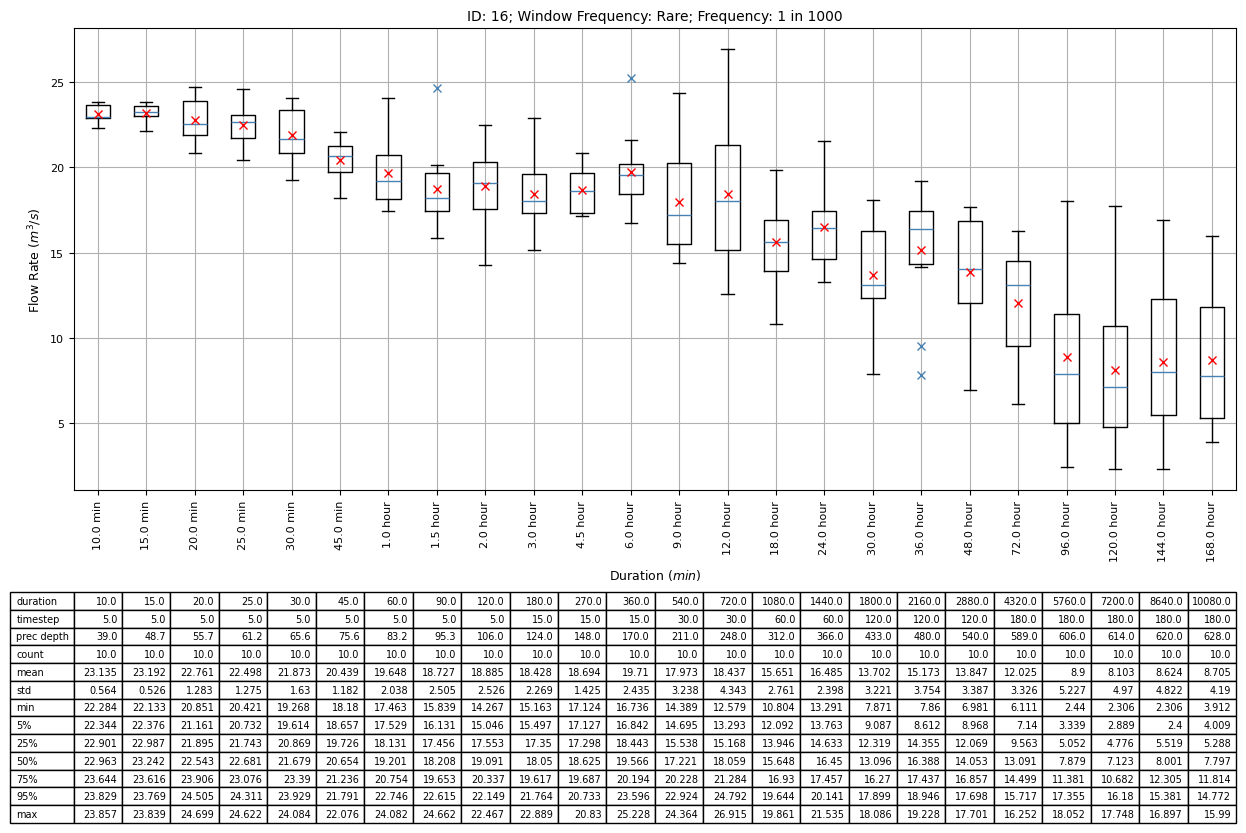 ID: 16; Window Frequency: Rare; Frequency: 1 in 1000
25
20
15
10
5
Flow Rate (m³/s)
10.0 min 15.0 min 20.0 min 25.0 min 30.0 min 45.0 min 1.0 hour 1.5 hour 2.0 hour 3.0 hour 4.5 hour 6.0 hour 9.0 hour 12.0 hour 18.0 hour 24.0 hour 30.0 hour 36.0 hour 48.0 hour 72.0 hour 96.0 hour 120.0 hour 144.0 hour 168.0 hour
Duration (min)
duration 10.0 15.0 20.0 25.0 30.0 45.0 60.0 90.0 120.0 180.0 270.0 360.0 540.0 720.0 1080.0 1440.0 1800.0 2160.0 2880.0 4320.0 5760.0 7200.0 8640.0 10080.0
timestep 5.0 5.0 5.0 5.0 5.0 5.0 5.0 5.0 5.0 15.0 15.0 15.0 30.0 30.0 60.0 60.0 120.0 120.0 120.0 180.0 180.0 180.0 180.0 180.0
prec depth 39.0 48.7 55.7 61.2 65.6 75.6 83.2 95.3 106.0 124.0 148.0 170.0 211.0 248.0 312.0 366.0 433.0 480.0 540.0 589.0 606.0 614.0 620.0 628.0
count 10.0 10.0 10.0 10.0 10.0 10.0 10.0 10.0 10.0 10.0 10.0 10.0 10.0 10.0 10.0 10.0 10.0 10.0 10.0 10.0 10.0 10.0 10.0 10.0
mean 23.135 23.192 22.761 22.498 21.873 20.439 19.648 18.727 18.885 18.428 18.694 19.71 17.973 18.437 15.651 16.485 13.702 15.173 13.847 12.025 8.9 8.103 8.624 8.705
std 0.564 0.526 1.283 1.275 1.63 1.182 2.038 2.505 2.526 2.269 1.425 2.435 3.238 4.343 2.761 2.398 3.221 3.754 3.387 3.326 5.227 4.97 4.822 4.19
min 22.284 22.133 20.851 20.421 19.268 18.18 17.463 15.839 14.267 15.163 17.124 16.736 14.389 12.579 10.804 13.291 7.871 7.86 6.981 6.111 2.44 2.306 2.306 3.912
5% 22.344 22.376 21.161 20.732 19.614 18.657 17.529 16.131 15.046 15.497 17.127 16.842 14.695 13.293 12.092 13.763 9.087 8.612 8.968 7.14 3.339 2.889 2.4 4.009
25% 22.901 22.987 21.895 21.743 20.869 19.726 18.131 17.456 17.553 17.35 17.298 18.443 15.538 15.168 13.946 14.633 12.319 14.355 12.069 9.563 5.052 4.776 5.519 5.288
50% 22.963 23.242 22.543 22.681 21.679 20.654 19.201 18.208 19.091 18.05 18.625 19.566 17.221 18.059 15.648 16.45 13.096 16.388 14.053 13.091 7.879 7.123 8.001 7.797
75% 23.644 23.616 23.906 23.076 23.39 21.236 20.754 19.653 20.337 19.617 19.687 20.194 20.228 21.284 16.93 17.457 16.27 17.437 16.857 14.499 11.381 10.682 12.305 11.814
95% 23.829 23.769 24.505 24.311 23.929 21.791 22.746 22.615 22.149 21.764 20.733 23.596 22.924 24.792 19.644 20.141 17.899 18.946 17.698 15.717 17.355 16.18 15.381 14.772
max 23.857 23.839 24.699 24.622 24.084 22.076 24.082 24.662 22.467 22.889 20.83 25.228 24.364 26.915 19.861 21.535 18.086 19.228 17.701 16.252 18.052 17.748 16.897 15.99